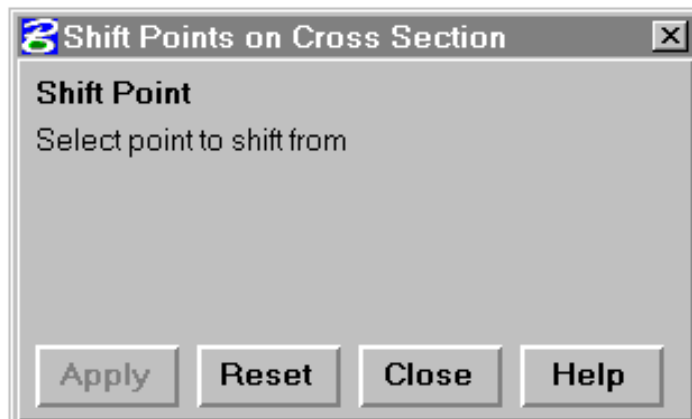 Shift Points on Cross Section
Shift Point
Select point to shift from
Apply Reset Close Help